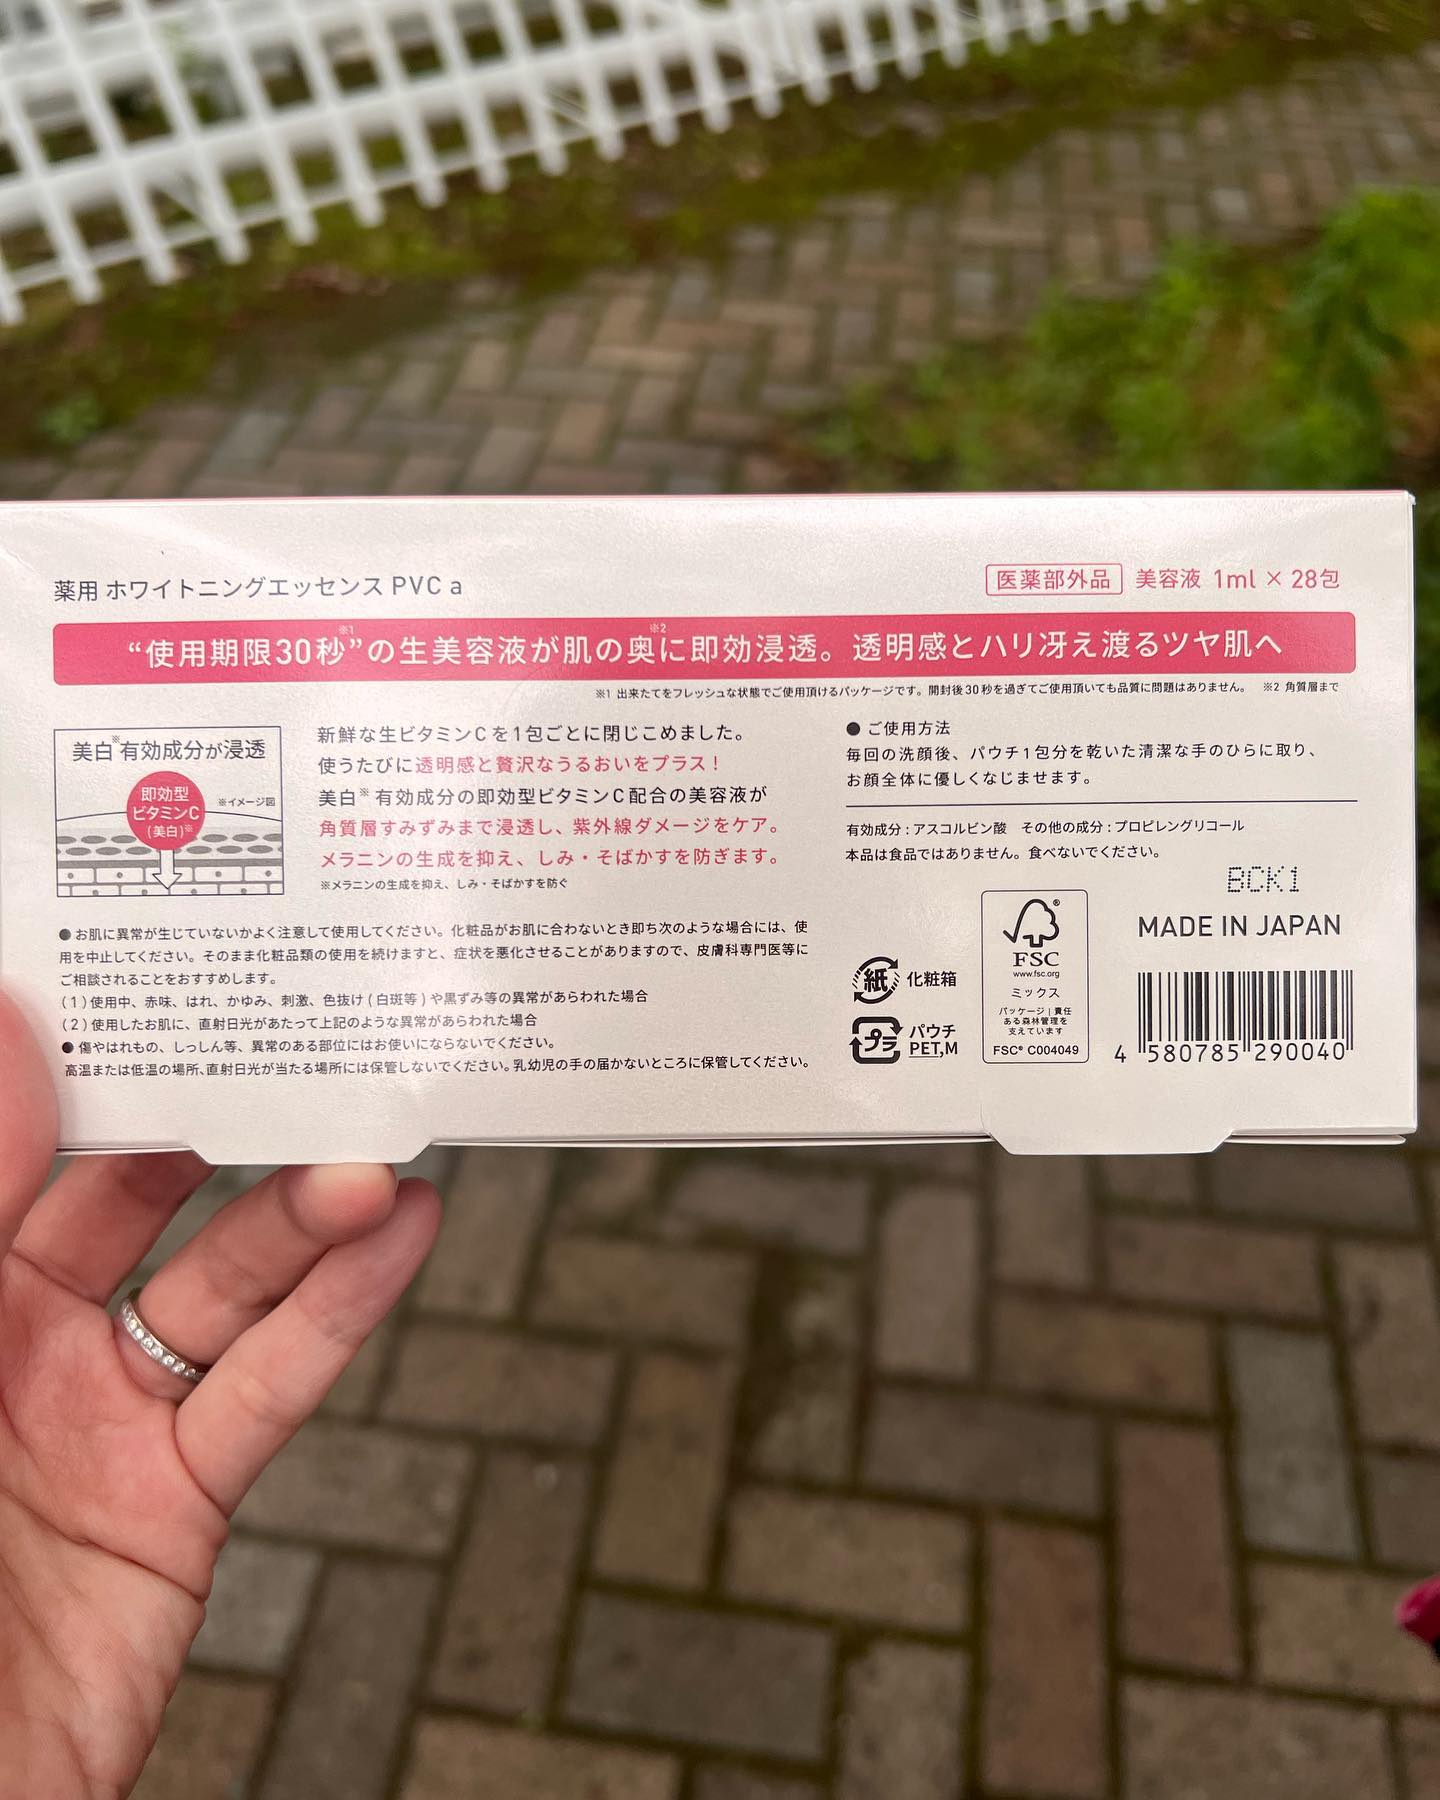 薬用 ホワイトニングエッセンス PVC a
医薬部外品 美容液 1ml × 28包
“使用期限30秒※1”の生美容液が肌の奥※2に即効浸透。透明感とハリ冴え渡るツヤ肌へ
※1 出来たてをフレッシュな状態でご使用頂けるパッケージです。開封後30秒を過ぎてご使用頂いても品質に問題はありません。 ※2 角質層まで
美白※有効成分が浸透
即効型
ビタミンC
(美白)※
※イメージ図
新鮮な生ビタミンCを1包ごとに閉じこめました。
使うたびに透明感と贅沢なうるおいをプラス！
美白※有効成分の即効型ビタミンC配合の美容液が
角質層すみずみまで浸透し、紫外線ダメージをケア。
メラニンの生成を抑え、しみ・そばかすを防ぎます。
※メラニンの生成を抑え、しみ・そばかすを防ぐ
● ご使用方法
毎回の洗顔後、パウチ1包分を乾いた清潔な手のひらに取り、
お顔全体に優しくなじませます。
有効成分：アスコルビン酸 その他の成分：プロピレングリコール
本品は食品ではありません。食べないでください。
● お肌に異常が生じていないかよく注意して使用してください。化粧品がお肌に合わないとき即ち次のような場合には、使
用を中止してください。そのまま化粧品類の使用を続けますと、症状を悪化させることがありますので、皮膚科専門医等に
ご相談されることをおすすめします。
(1)使用中、赤味、はれ、かゆみ、刺激、色抜け(白斑等)や黒ずみ等の異常があらわれた場合
(2)使用したお肌に、直射日光があたって上記のような異常があらわれた場合
● 傷やはれもの、しっしん等、異常のある部位にはお使いにならないでください。
高温または低温の場所、直射日光が当たる場所には保管しないでください。乳幼児の手の届かないところに保管してください。
紙 化粧箱
プラ パウチ
PET,M
®
FSC
www.fsc.org
ミックス
パッケージ｜責任
ある森林管理を
支えています
FSC® C004049
BCK1
MADE IN JAPAN
4 580785 290040